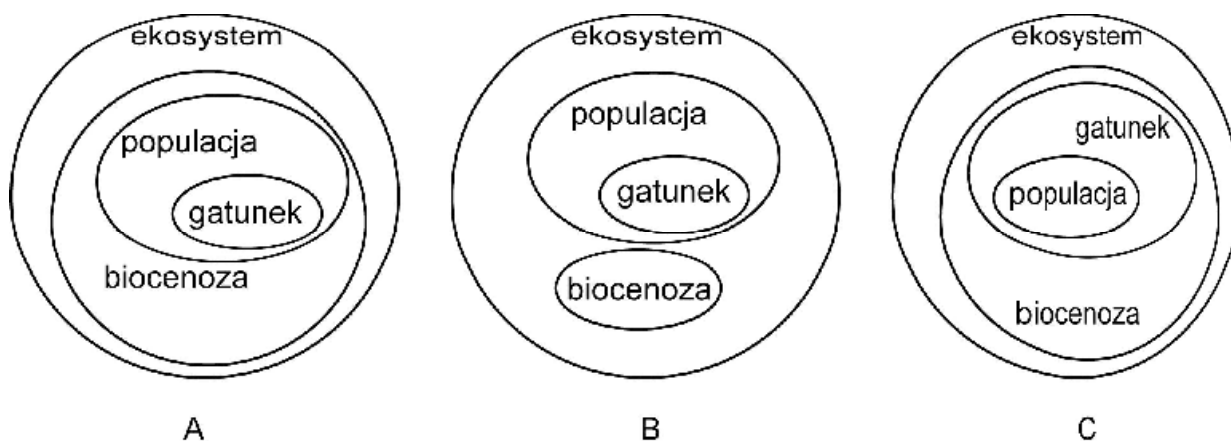 ekosystem
populacja
gatunek
biocenoza
A
ekosystem
populacja
gatunek
biocenoza
B
ekosystem
gatunek
populacja
biocenoza
C